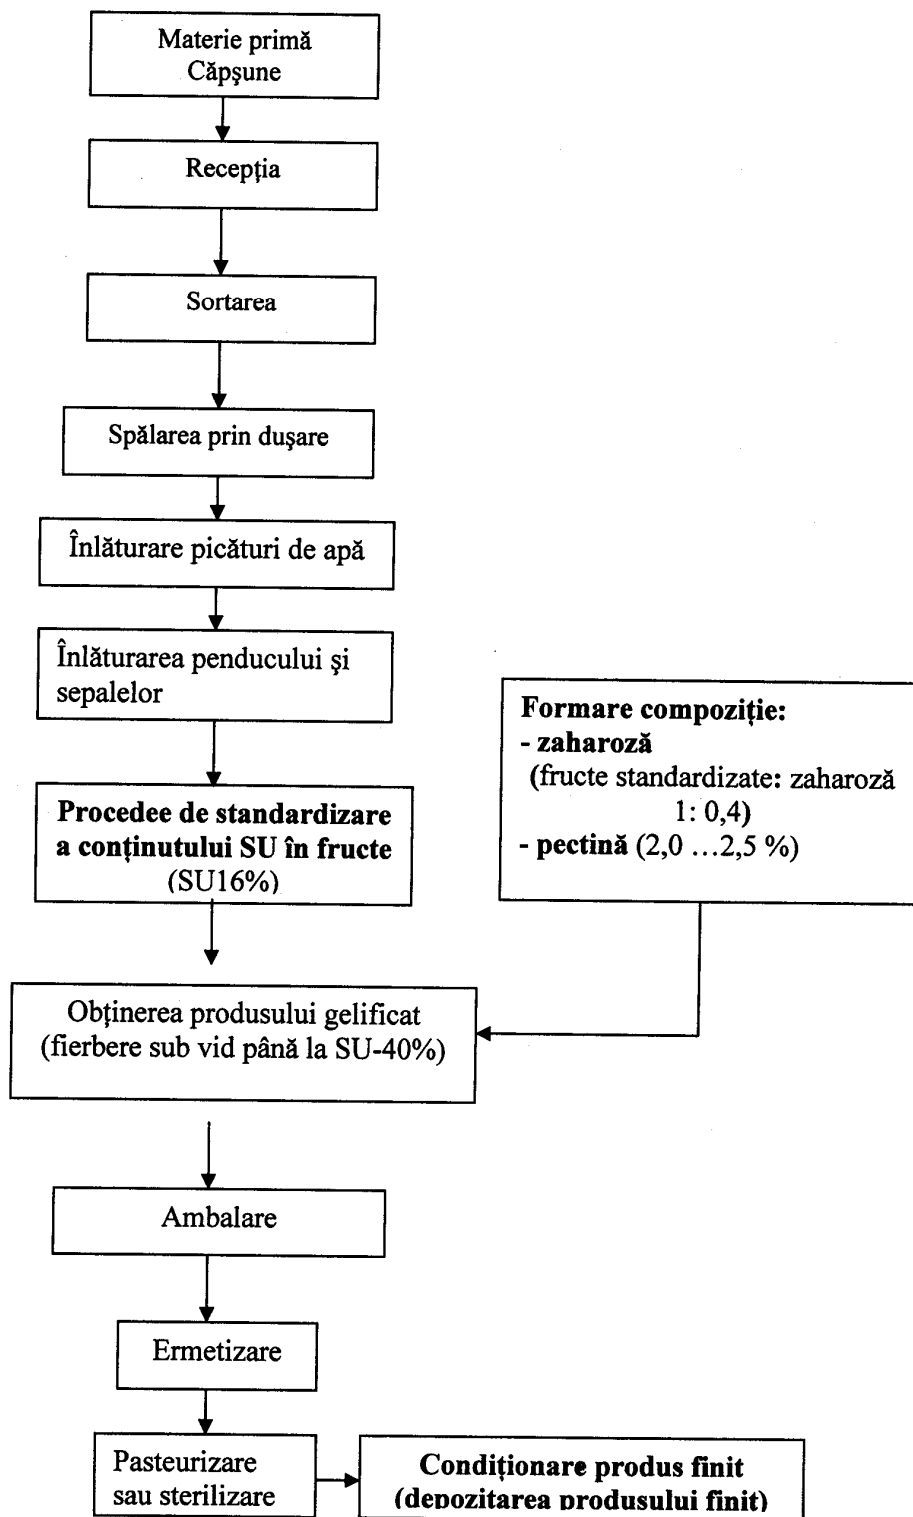 Materie primă
Căpşune
Recepţia
Sortarea
Spălarea prin duşare
Înlăturare picături de apă
Înlăturarea penducului şi
sepalelor
Procedee de standardizare
a conţinutului SU în fructe
(SU16%)
Formare compoziţie:
- zaharoză
(fructe standardizate: zaharoză
1: 0,4)
- pectină (2,0 ...2,5 %)
Obţinerea produsului gelificat
(fierbere sub vid până la SU-40%)
Ambalare
Ermetizare
Pasteurizare
sau sterilizare
Condiţionare produs finit
(depozitarea produsului finit)